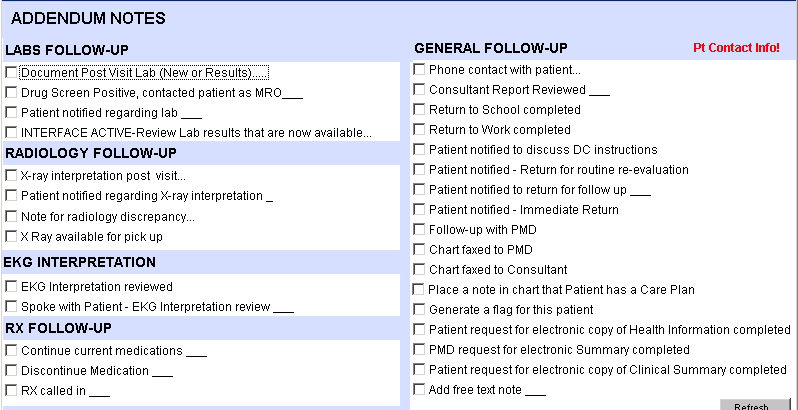 ADDENDUM NOTES
LABS FOLLOW-UP
Document Post Visit Lab (New or Results).....
Drug Screen Positive, contacted patient as MRO___
Patient notified regarding lab ___
INTERFACE ACTIVE-Review Lab results that are now available...
RADIOLOGY FOLLOW-UP
X-ray interpretation post visit...
Patient notified regarding X-ray interpretation _
Note for radiology discrepancy...
X Ray available for pick up
EKG INTERPRETATION
EKG Interpretation reviewed
Spoke with Patient - EKG Interpretation review ___
RX FOLLOW-UP
Continue current medications ___
Discontinue Medication ___
RX called in ___
GENERAL FOLLOW-UP
Pt Contact Info!
Phone contact with patient...
Consultant Report Reviewed ___
Return to School completed
Return to Work completed
Patient notified to discuss DC instructions
Patient notified - Return for routine re-evaluation
Patient notified to return for follow up ___
Patient notified - Immediate Return
Follow-up with PMD
Chart faxed to PMD
Chart faxed to Consultant
Place a note in chart that Patient has a Care Plan
Generate a flag for this patient
Patient request for electronic copy of Health Information completed
PMD request for electronic Summary completed
Patient request for electronic copy of Clinical Summary completed
Add free text note ___
Refresh